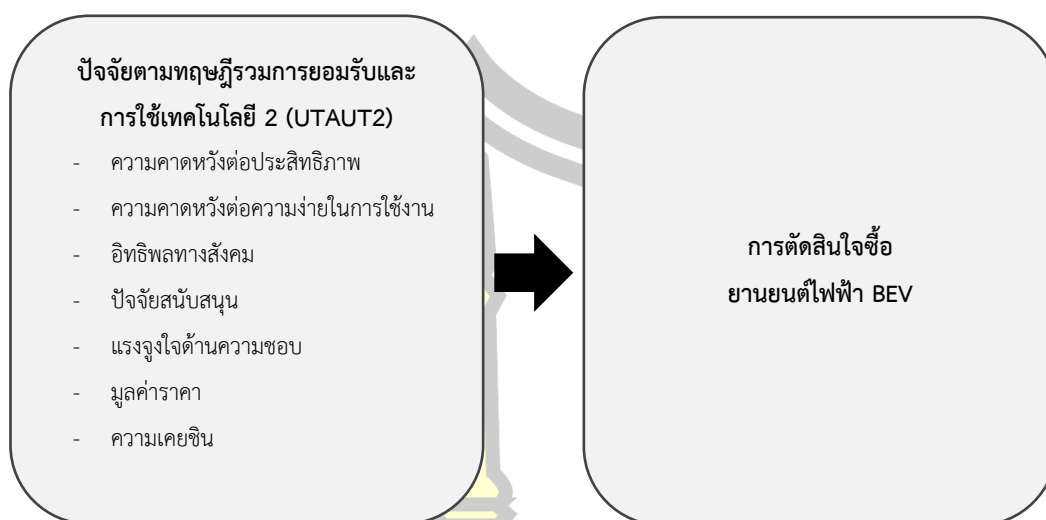 ปัจจัยตามทฤษฎีรวมการยอมรับและ
การใช้เทคโนโลยี 2 (UTAUT2)
- ความคาดหวังต่อประสิทธิภาพ
- ความคาดหวังต่อความง่ายในการใช้งาน
- อิทธิพลทางสังคม
- ปัจจัยสนับสนุน
- แรงจูงใจด้านความชอบ
- มูลค่าราคา
- ความเคยชิน
การตัดสินใจซื้อ
ยานยนต์ไฟฟ้า BEV